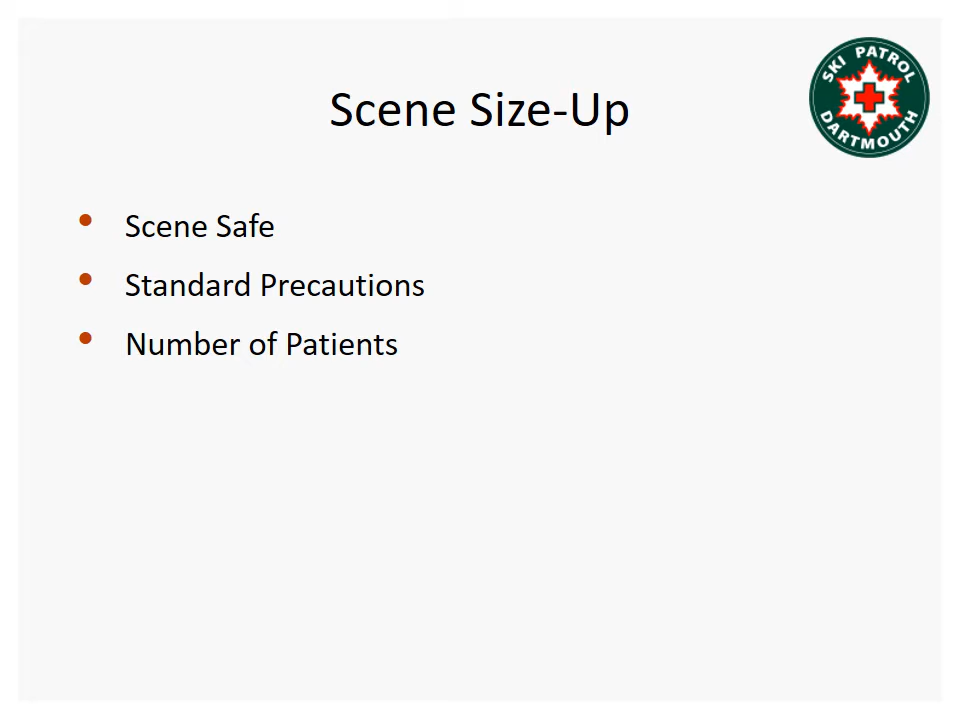 Scene Size-Up
SKI PATROL
DARTMOUTH
• Scene Safe
• Standard Precautions
• Number of Patients